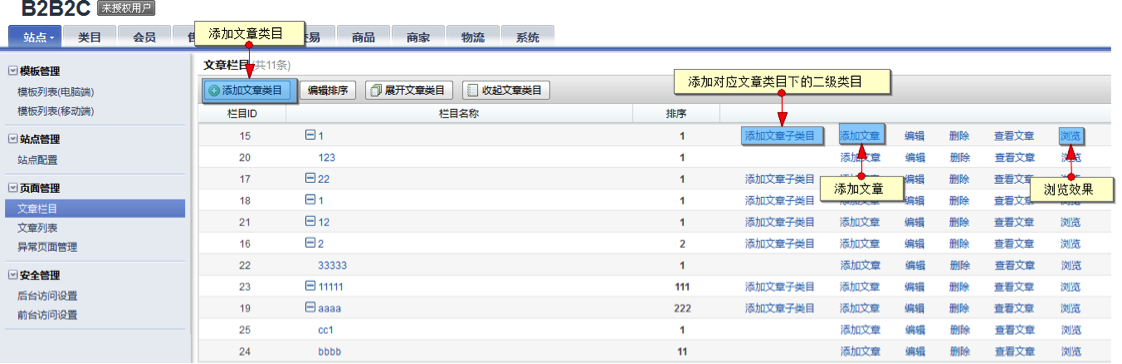 B2B2C 未授权用户
站点 类目 会员 易 商品 商家 物流 系统
添加文章类目
模板管理
模板列表(电脑端)
模板列表(移动端)
站点管理
站点配置
页面管理
文章栏目
文章列表
异常页面管理
安全管理
后台访问设置
前台访问设置
文章栏目(共11条)
添加对应文章类目下的二级类目
添加文章类目 编辑排序 展开文章类目 收起文章类目
栏目ID 栏目名称 排序
15 1 1 添加文章子类目 添加文章 编辑 删除 查看文章 浏览
20 123 1 添加文章 编辑 删除 查看文章 浏览
17 22 1 添加文章子类目 添加文章 编辑 删除 查看文章 浏览
添加文章
浏览效果
18 1 1 添加文章子类目 编辑 删除 查看文章
21 12 1 添加文章子类目 添加文章 编辑 删除 查看文章 浏览
16 2 2 添加文章子类目 添加文章 编辑 删除 查看文章 浏览
22 33333 1 添加文章 编辑 删除 查看文章 浏览
23 11111 111 添加文章子类目 添加文章 编辑 删除 查看文章 浏览
19 aaaa 222 添加文章子类目 添加文章 编辑 删除 查看文章 浏览
25 cc1 1 添加文章 编辑 删除 查看文章 浏览
24 bbbb 11 添加文章 编辑 删除 查看文章 浏览